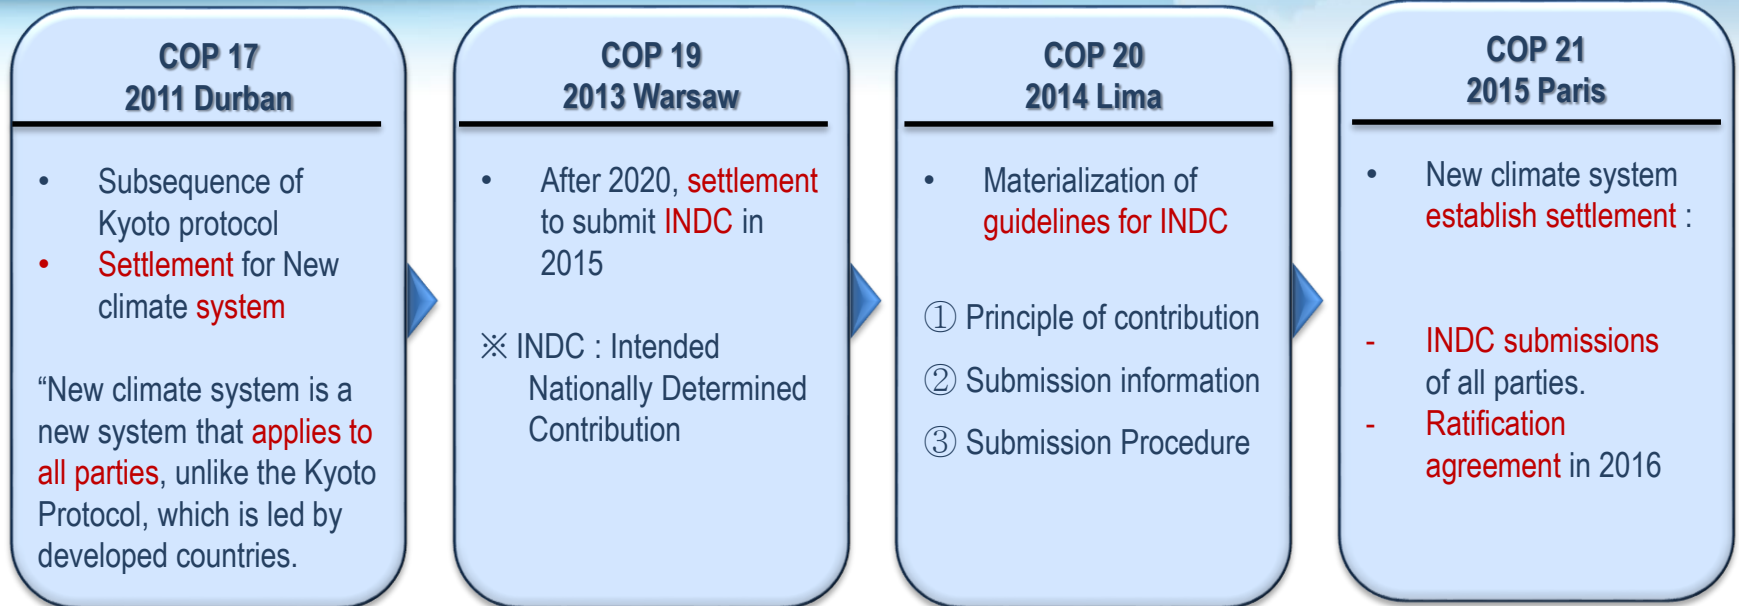 COP 17
2011 Durban
• Subsequence of
Kyoto protocol
• Settlement for New
climate system
“New climate system is a
new system that applies to
all parties, unlike the Kyoto
Protocol, which is led by
developed countries.
COP 19
2013 Warsaw
• After 2020, settlement
to submit INDC in
2015
※ INDC : Intended
Nationally Determined
Contribution
COP 20
2014 Lima
• Materialization of
guidelines for INDC
① Principle of contribution
② Submission information
③ Submission Procedure
COP 21
2015 Paris
• New climate system
establish settlement :
- INDC submissions
of all parties.
- Ratification
agreement in 2016